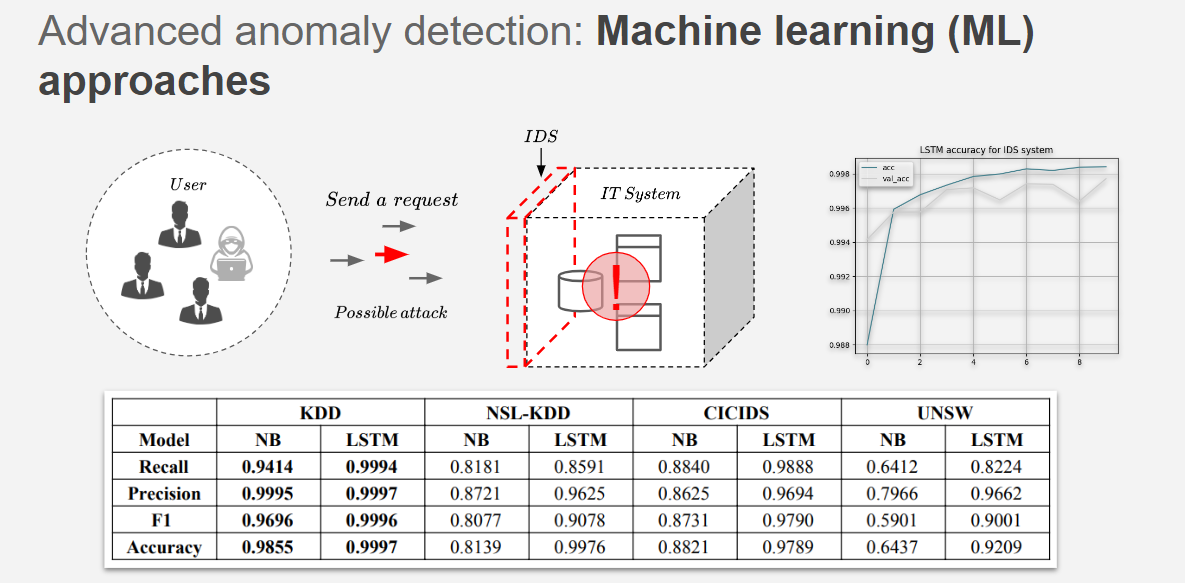 Advanced anomaly detection: Machine learning (ML)
approaches
User
Send a request
Possible attack
IDS
IT System
!
LSTM accuracy for IDS system
acc
val_acc
0.998
0.996
0.994
0.992
0.990
0.988
0 2 4 6 8
KDD NSL-KDD CICIDS UNSW
Model NB LSTM NB LSTM NB LSTM NB LSTM
Recall 0.9414 0.9994 0.8181 0.8591 0.8840 0.9888 0.6412 0.8224
Precision 0.9995 0.9997 0.8721 0.9625 0.8625 0.9694 0.7966 0.9662
F1 0.9696 0.9996 0.8077 0.9078 0.8731 0.9790 0.5901 0.9001
Accuracy 0.9855 0.9997 0.8139 0.9976 0.8821 0.9789 0.6437 0.9209